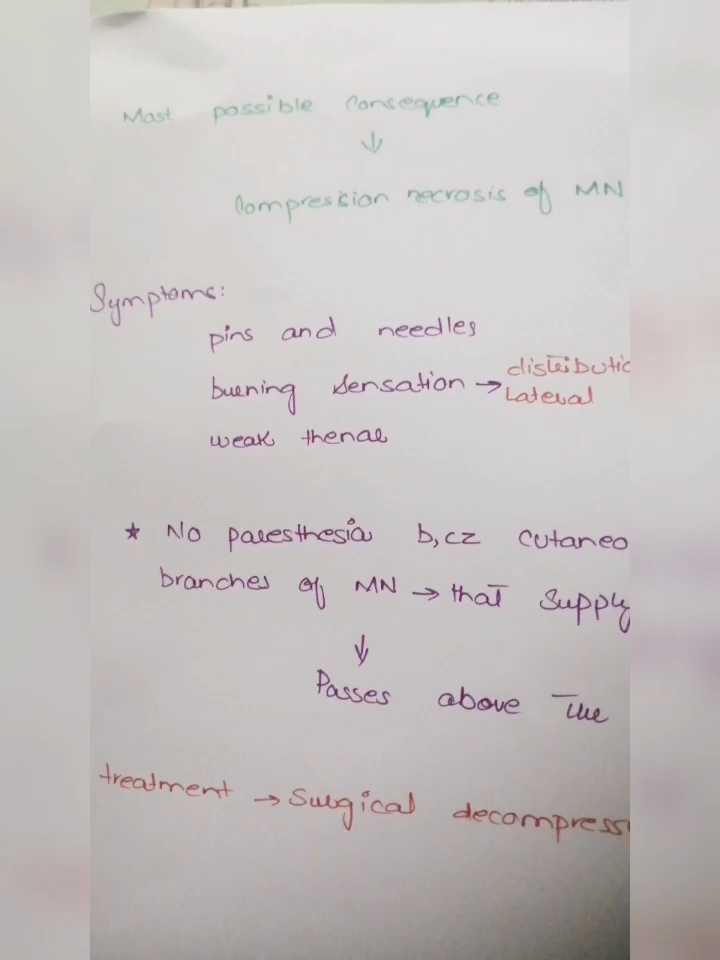 Most possible Consequence
↓
Compression necrosis of MN
Symptoms:
pins and needles
burning sensation → distributio
Lateral
weak thenar
★ No paresthesia b,cz cutaneo
branches of MN → that supply
↓
Passes above the
treatment → Surgical decompress